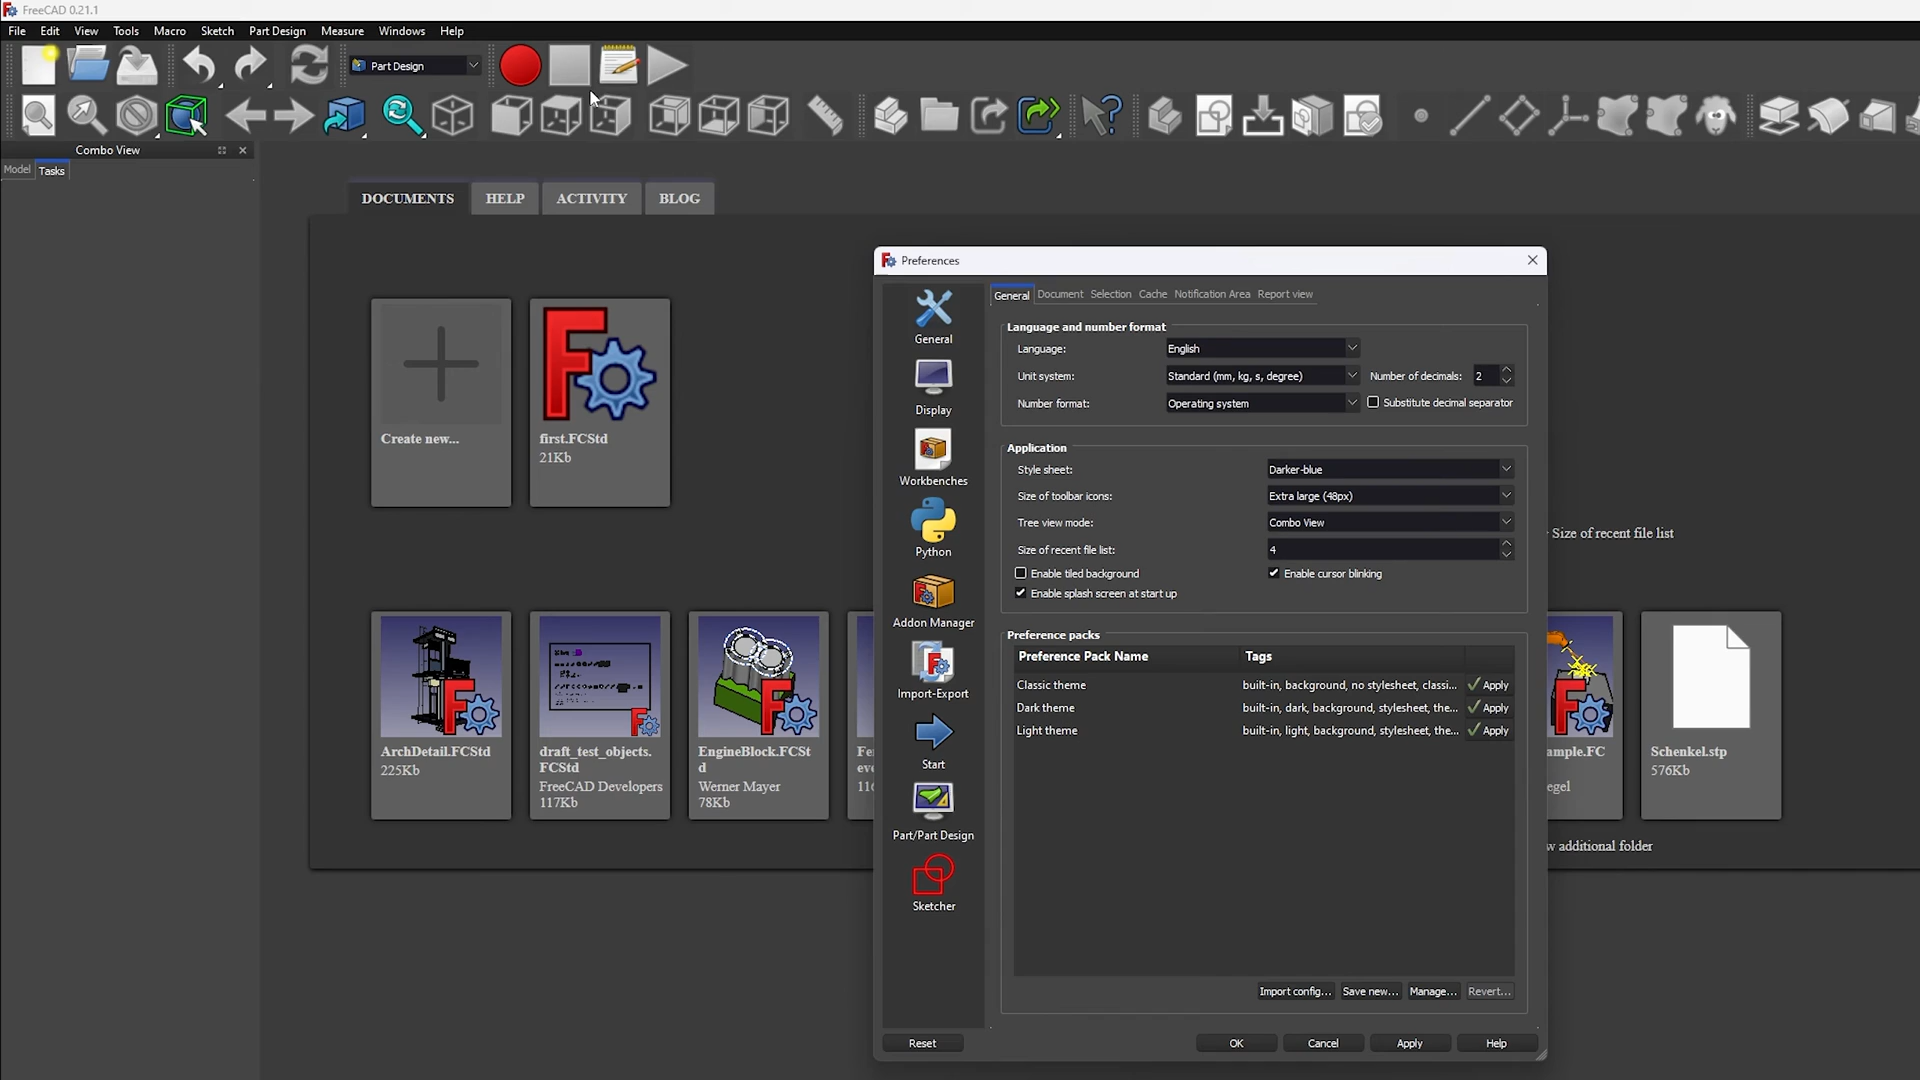 FreeCAD 0.21.1
File Edit View Tools Macro Sketch Part Design Measure Windows Help
Part Design
Combo View
Model Tasks
DOCUMENTS HELP ACTIVITY BLOG
Create new...
first.FCStd
21Kb
Size of recent file list
ArchDetail.FCStd
225Kb
draft_test_objects.
FCStd
FreeCAD Developers
117Kb
EngineBlock.FCSt
d
Werner Mayer
78Kb
ample.FC
egel
Schenkel.stp
576Kb
w additional folder
Preferences
General
Display
Workbenches
Python
Addon Manager
Import-Export
Start
Part/Part Design
Sketcher
General Document Selection Cache Notification Area Report view
Language and number format
Language: English
Unit system: Standard (mm, kg, s, degree) Number of decimals: 2
Number format: Operating system Substitute decimal separator
Application
Style sheet: Darker-blue
Size of toolbar icons: Extra large (48px)
Tree view mode: Combo View
Size of recent file list: 4
Enable tiled background Enable cursor blinking
Enable splash screen at start up
Preference packs
Preference Pack Name Tags
Classic theme built-in, background, no stylesheet, classi... Apply
Dark theme built-in, dark, background, stylesheet, the... Apply
Light theme built-in, light, background, stylesheet, the... Apply
Import config... Save new... Manage... Revert...
Reset OK Cancel Apply Help